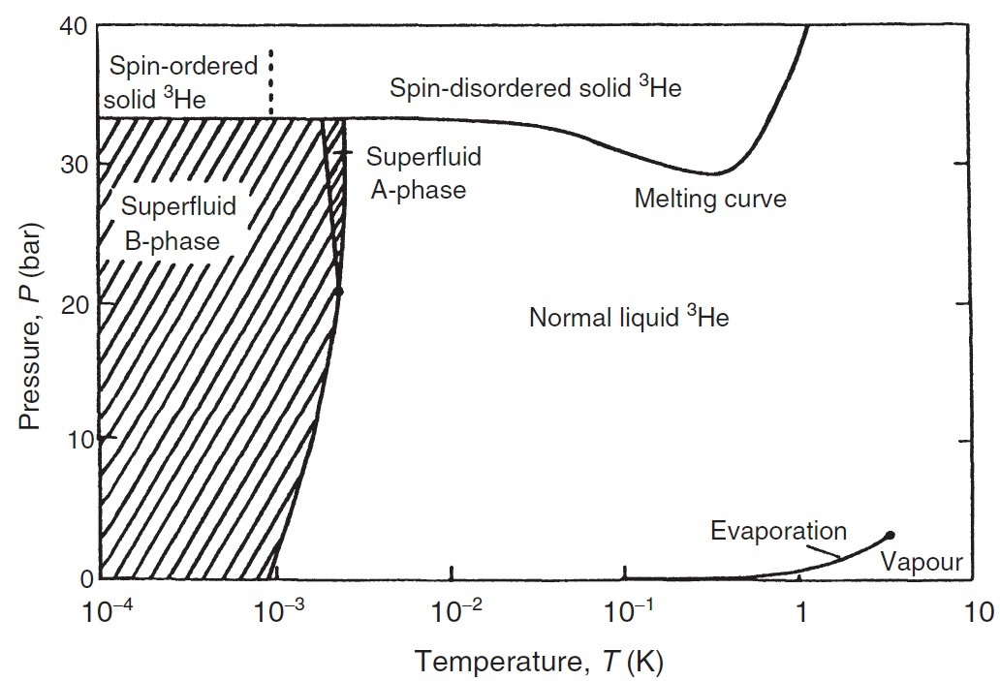 40
Spin-ordered
solid ³He
Spin-disordered solid ³He
30
Superfluid
A-phase
Melting curve
Superfluid
B-phase
20
Normal liquid ³He
Pressure, P (bar)
10
Evaporation
Vapour
0
10⁻⁴ 10⁻³ 10⁻² 10⁻¹ 1 10
Temperature, T (K)